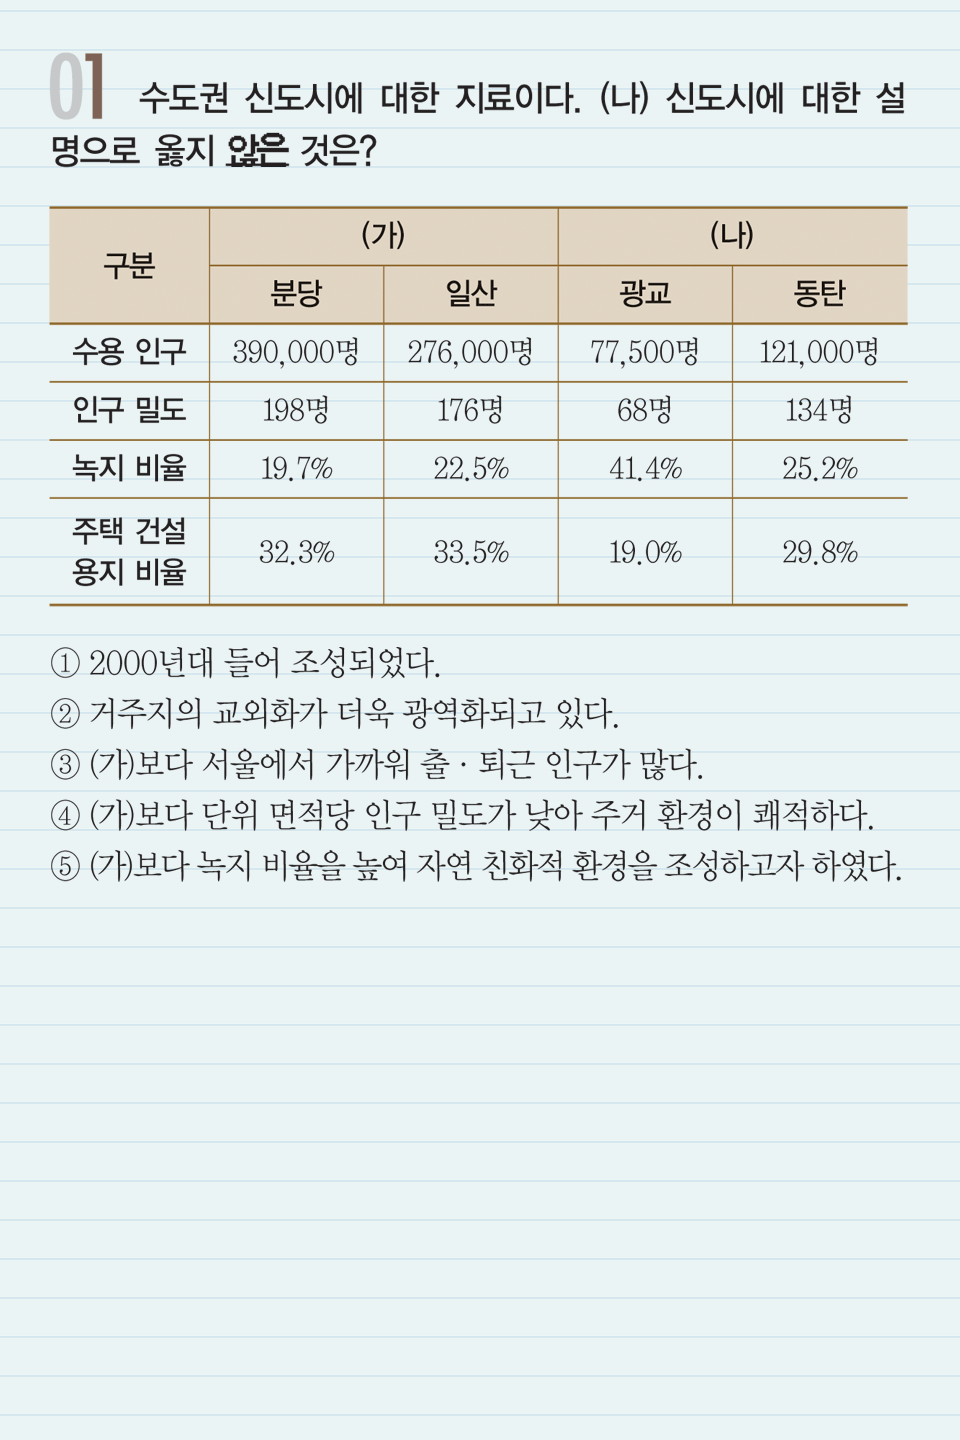 01 수도권 신도시에 대한 지료이다. (나) 신도시에 대한 설
명으로 옳지 않은 것은?
구분 (가) (나)
분당 일산 광교 동탄
수용 인구 390,000명 276,000명 77,500명 121,000명
인구 밀도 198명 176명 68명 134명
녹지 비율 19.7% 22.5% 41.4% 25.2%
주택 건설
용지 비율 32.3% 33.5% 19.0% 29.8%
① 2000년대 들어 조성되었다.
② 거주지의 교외화가 더욱 광역화되고 있다.
③ (가)보다 서울에서 가까워 출·퇴근 인구가 많다.
④ (가)보다 단위 면적당 인구 밀도가 낮아 주거 환경이 쾌적하다.
⑤ (가)보다 녹지 비율을 높여 자연 친화적 환경을 조성하고자 하였다.